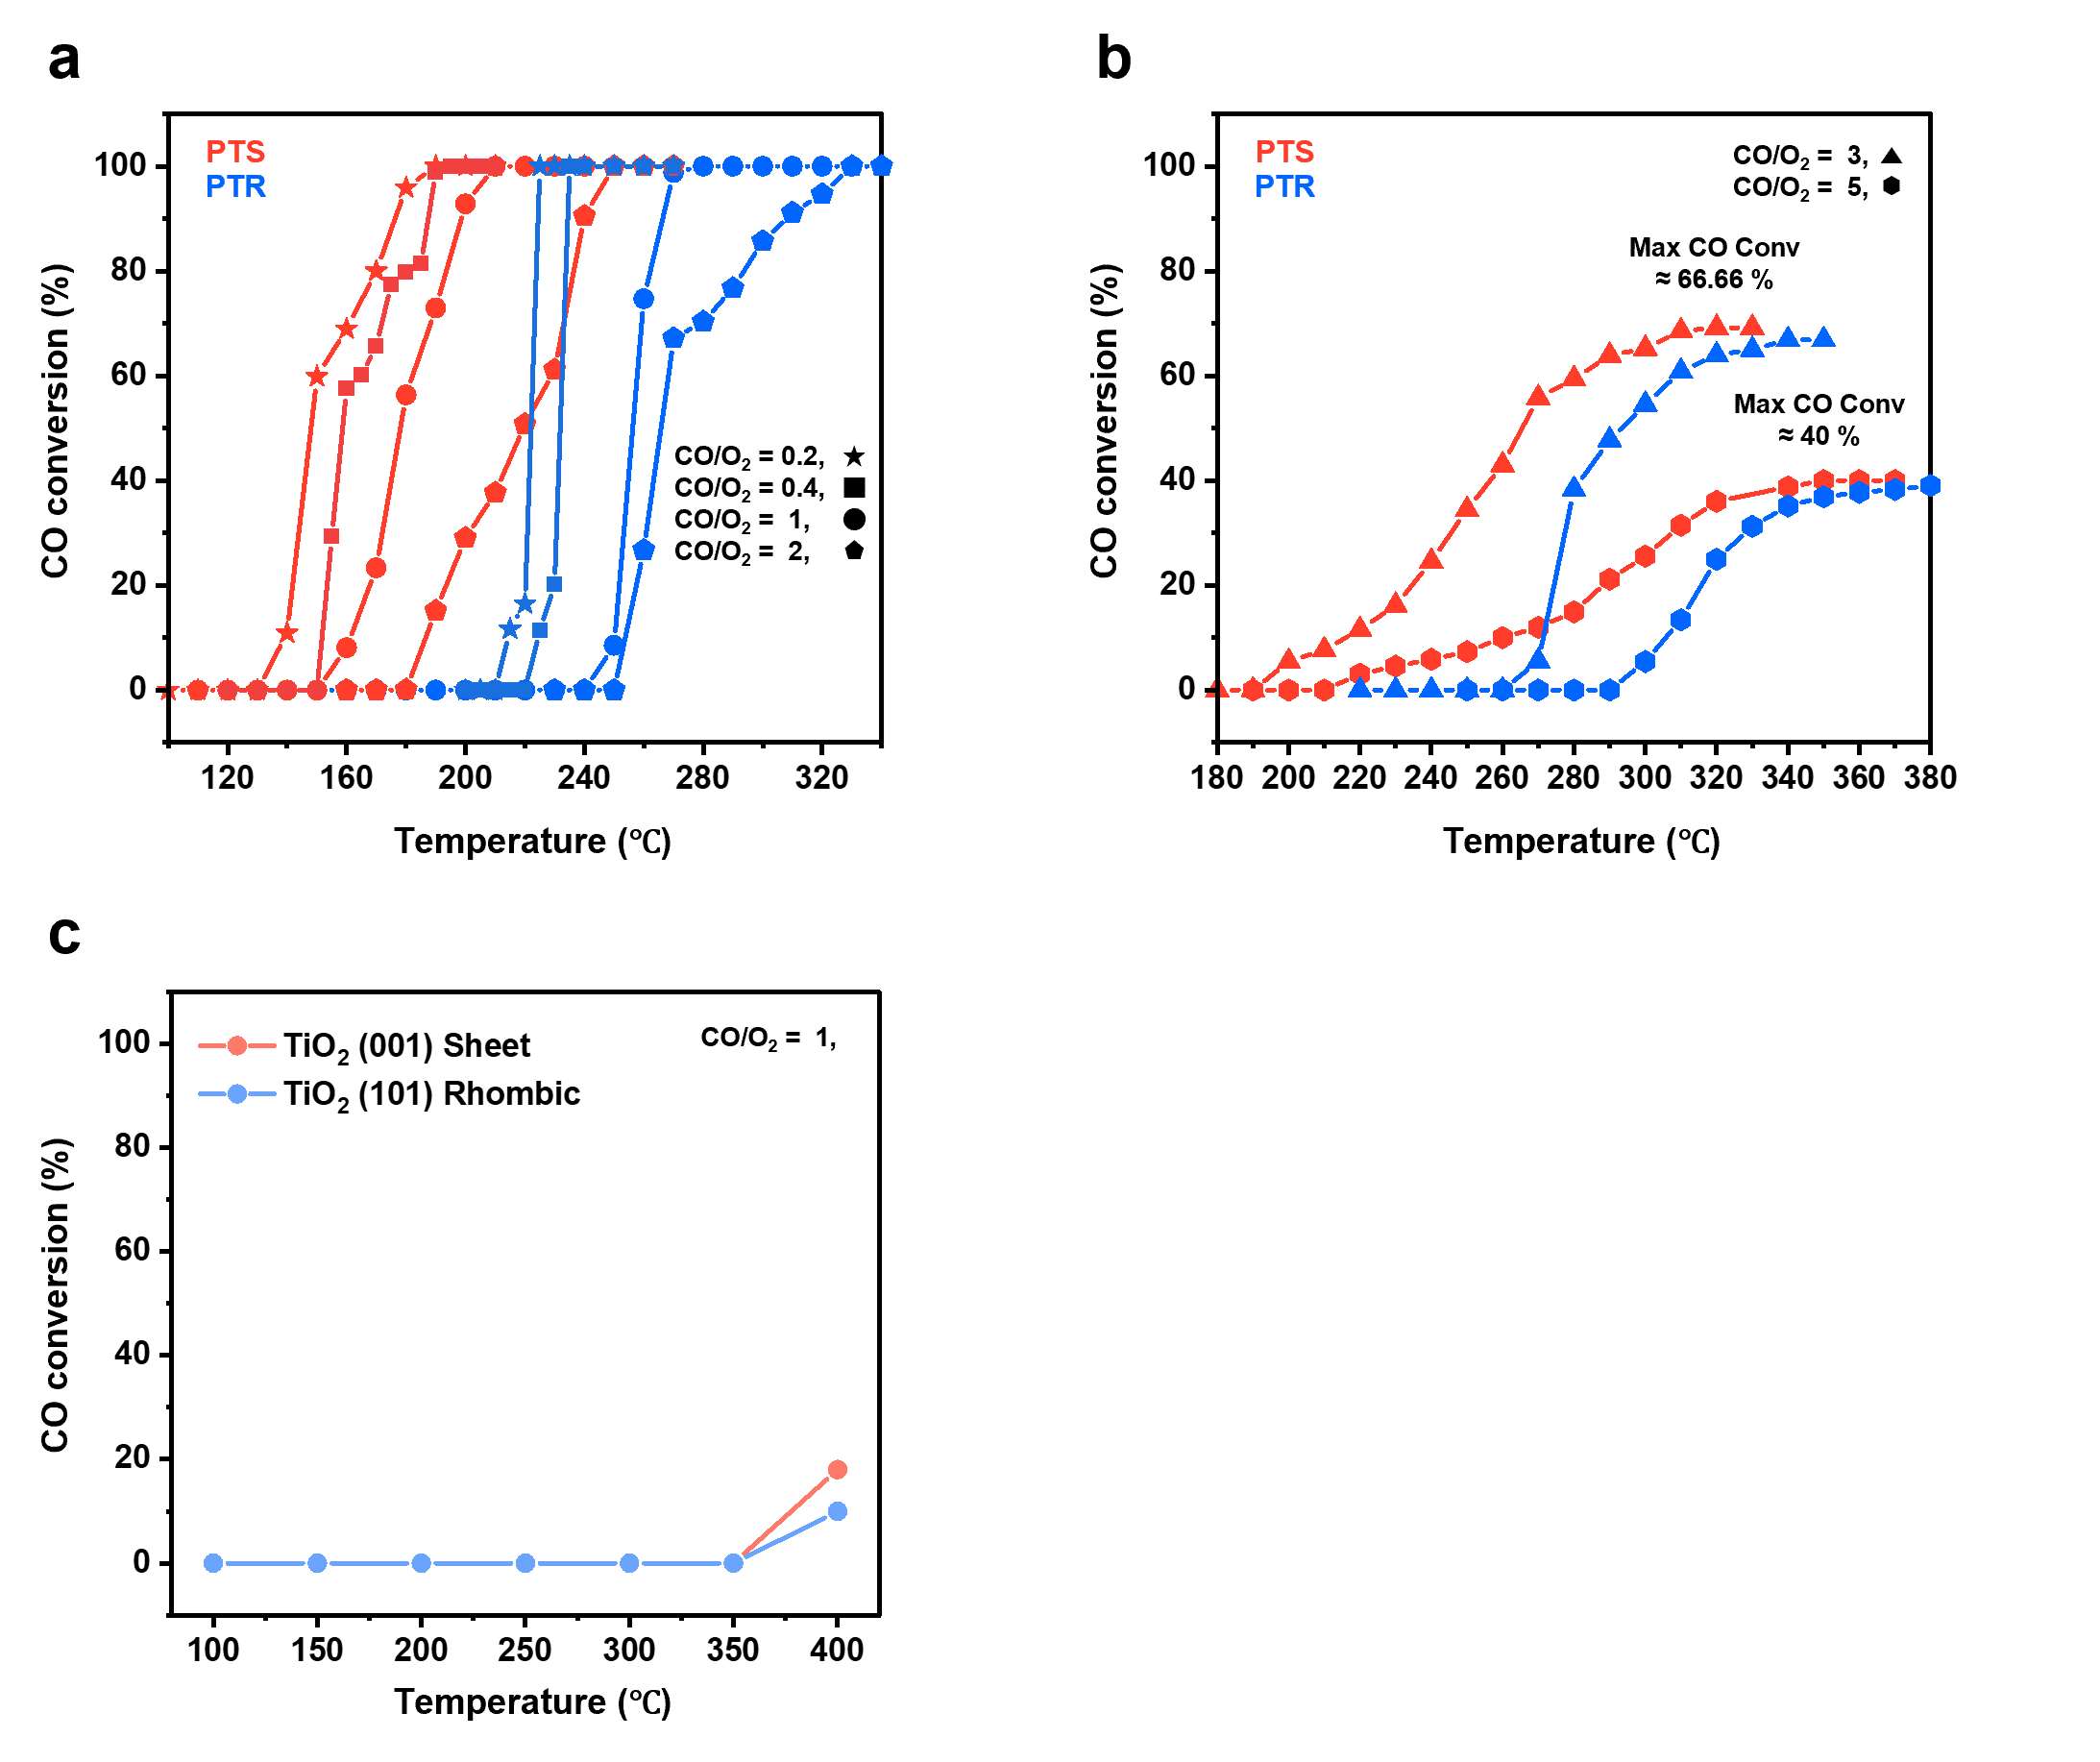 a
PTS
PTR
100
80
60
40
20
0
CO conversion (%)
CO/O₂ = 0.2,
CO/O₂ = 0.4,
CO/O₂ = 1,
CO/O₂ = 2,
120 160 200 240 280 320
Temperature (℃)
b
PTS
PTR
CO/O₂ = 3,
CO/O₂ = 5,
Max CO Conv
≈ 66.66 %
Max CO Conv
≈ 40 %
100
80
60
40
20
0
CO conversion (%)
180 200 220 240 260 280 300 320 340 360 380
Temperature (℃)
c
TiO₂ (001) Sheet
TiO₂ (101) Rhombic
CO/O₂ = 1,
100
80
60
40
20
0
CO conversion (%)
100 150 200 250 300 350 400
Temperature (℃)